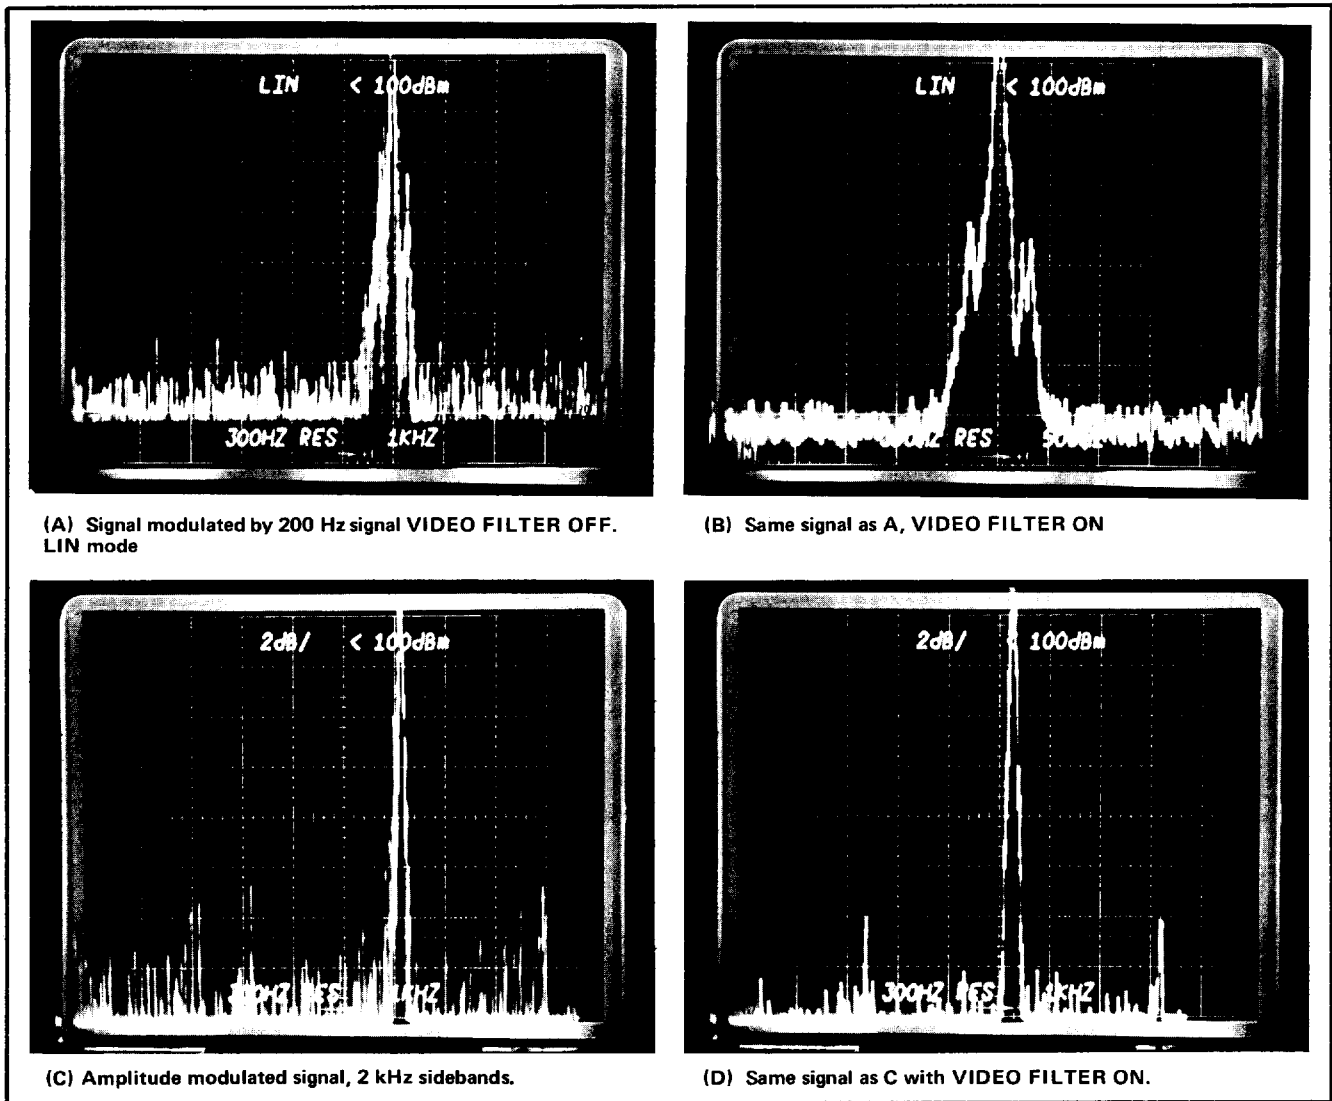 LIN < 100dBm
300HZ RES 1KHZ
LIN < 100dBm
RES
(A) Signal modulated by 200 Hz signal VIDEO FILTER OFF.
LIN mode
(B) Same signal as A, VIDEO FILTER ON
2dB/ < 100dBm
RES 1KHZ
2dB/ < 100dBm
300HZ RES 1KHZ
(C) Amplitude modulated signal, 2 kHz sidebands.
(D) Same signal as C with VIDEO FILTER ON.